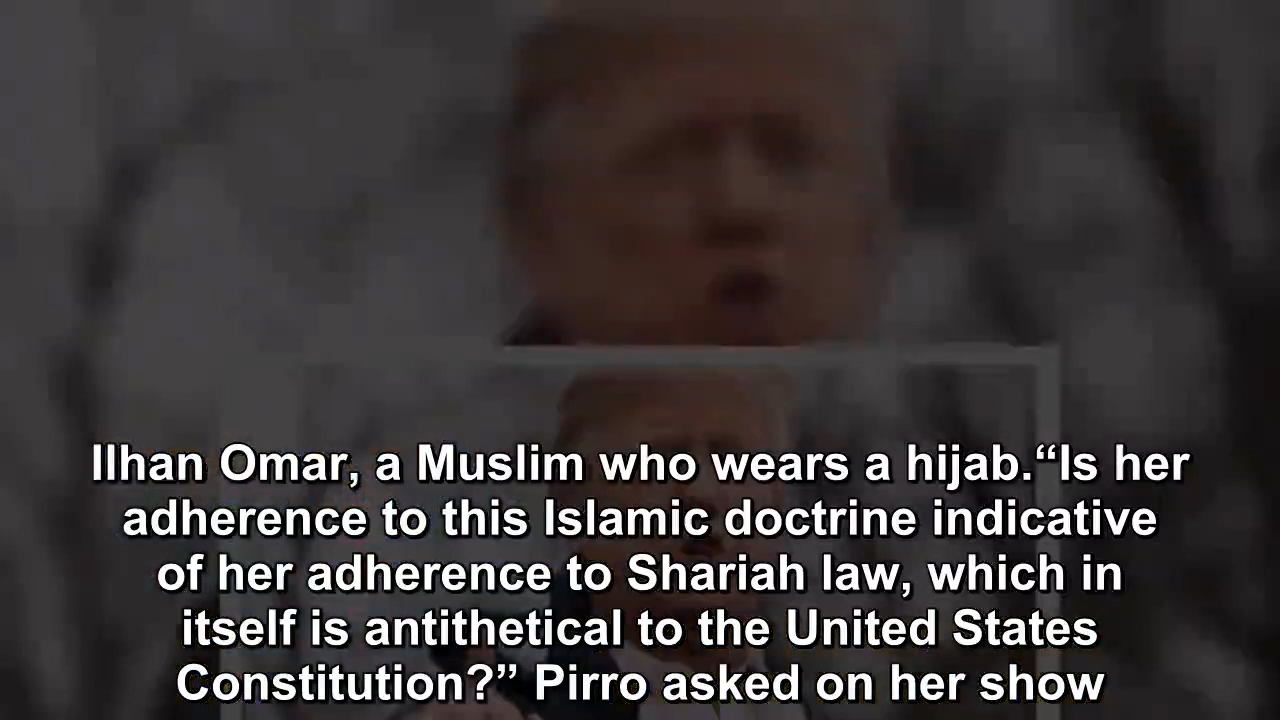 Ilhan Omar, a Muslim who wears a hijab.“Is her
adherence to this Islamic doctrine indicative
of her adherence to Shariah law, which in
itself is antithetical to the United States
Constitution?” Pirro asked on her show